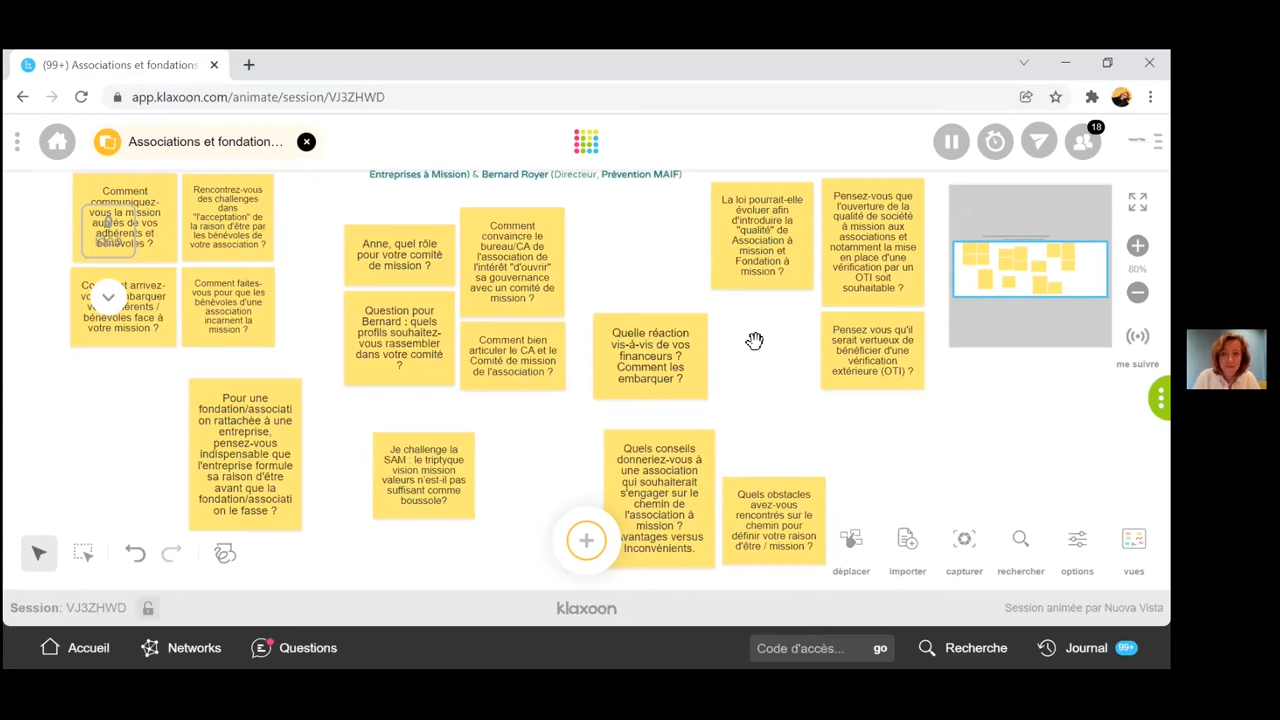 (99+) Associations et fondations
app.klaxoon.com/animate/session/VJ3ZHWD
Associations et fondation…
18
Entreprises à Mission) & Bernard Royer (Directeur, Prévention MAIF)
Comment
communiquez-
vous la mission
auprès de vos
adhérents et
bénévoles ?
Rencontrez-vous
des challenges
dans
"l'acceptation" de
la raison d'être par
les bénévoles de
votre association ?
Comment faites-
vous pour que les
bénévoles d'une
association
incarnent la
mission ?
Anne, quel rôle
pour votre comité
de mission ?
Question pour
Bernard : quels
profils souhaitez-
vous rassembler
dans votre comité
?
Comment
convaincre le
bureau/CA de
l'association de
l'intérêt "d'ouvrir"
sa gouvernance
avec un comité de
mission ?
Comment bien
articuler le CA et le
Comité de mission
de l'association ?
Quelle réaction
vis-à-vis de vos
financeurs ?
Comment les
embarquer ?
La loi pourrait-elle
évoluer afin
d'introduire la
"qualité" de
Association à
mission et
Fondation à
mission ?
Pensez-vous que
l'ouverture de la
qualité de société
à mission aux
associations et
notamment la mise
en place d'une
vérification par un
OTI soit
souhaitable ?
Pensez vous qu'il
serait vertueux de
bénéficier d'une
vérification
extérieure (OTI) ?
80%
me suivre
Pour une
fondation/associati
on rattachée à une
entreprise,
pensez-vous
indispensable que
l'entreprise formule
sa raison d'être
avant que la
fondation/associati
on le fasse ?
Je challenge la
SAM : le triptyque
vision mission
valeurs n'est-il pas
suffisant comme
boussole?
Quels conseils
donneriez-vous à
une association
qui souhaiterait
s'engager sur le
chemin de
l'association à
mission ?
Avantages versus
Inconvénients.
Quels obstacles
avez-vous
rencontrés sur le
chemin pour
définir votre raison
d'être / mission ?
déplacer
importer
capturer
rechercher
options
vues
Session: VJ3ZHWD
klaxoon
Session animée par Nuova Vista
Accueil
Networks
Questions
Code d'accès...
go
Recherche
Journal
99+